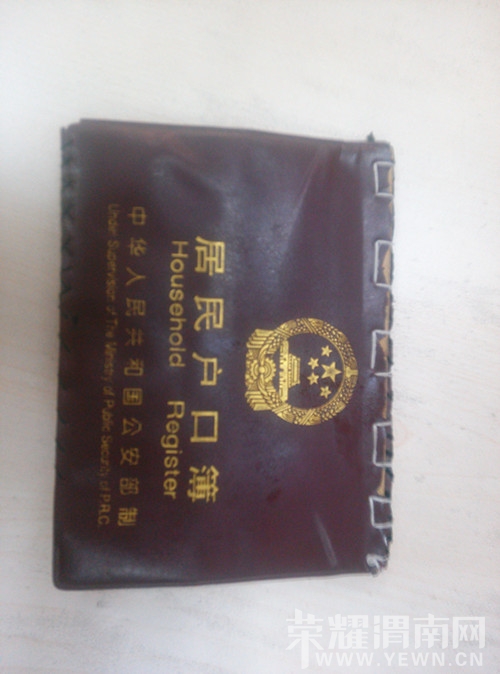 居民户口簿
Household Register
中华人民共和国公安部制
Under Supervision of The Ministry of Public Security of P.R.C.
荣耀渭南网
WWW.YEWN.CN